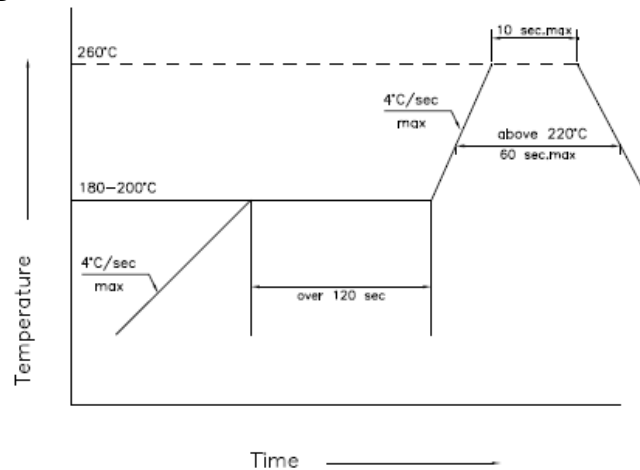 10 sec.max
260°C
4°C/sec
max
above 220°C
60 sec.max
180-200°C
4°C/sec
max
over 120 sec
Temperature
Time